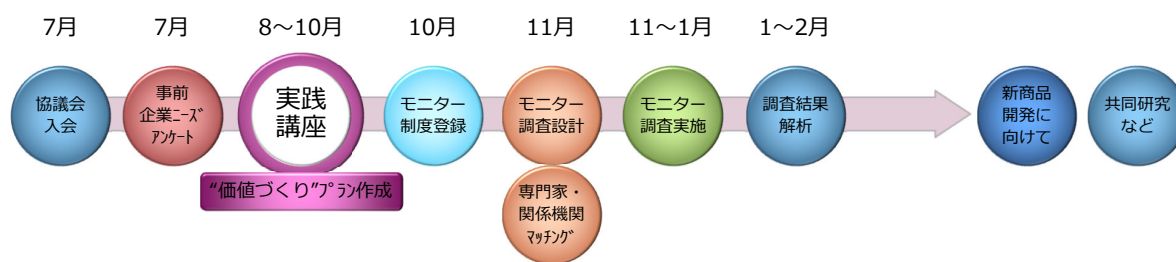 7月
7月
8～10月
10月
11月
11～1月
1～2月
協議会
入会
事前
企業ﾆｰｽﾞ
ｱﾝｹｰﾄ
実践
講座
モニター
制度登録
モニター
調査設計
モニター
調査実施
調査結果
解析
新商品
開発に
向けて
共同研究
など
“価値づくり”ﾌﾟﾗﾝ作成
専門家・
関係機関
ﾏｯﾁﾝｸﾞ